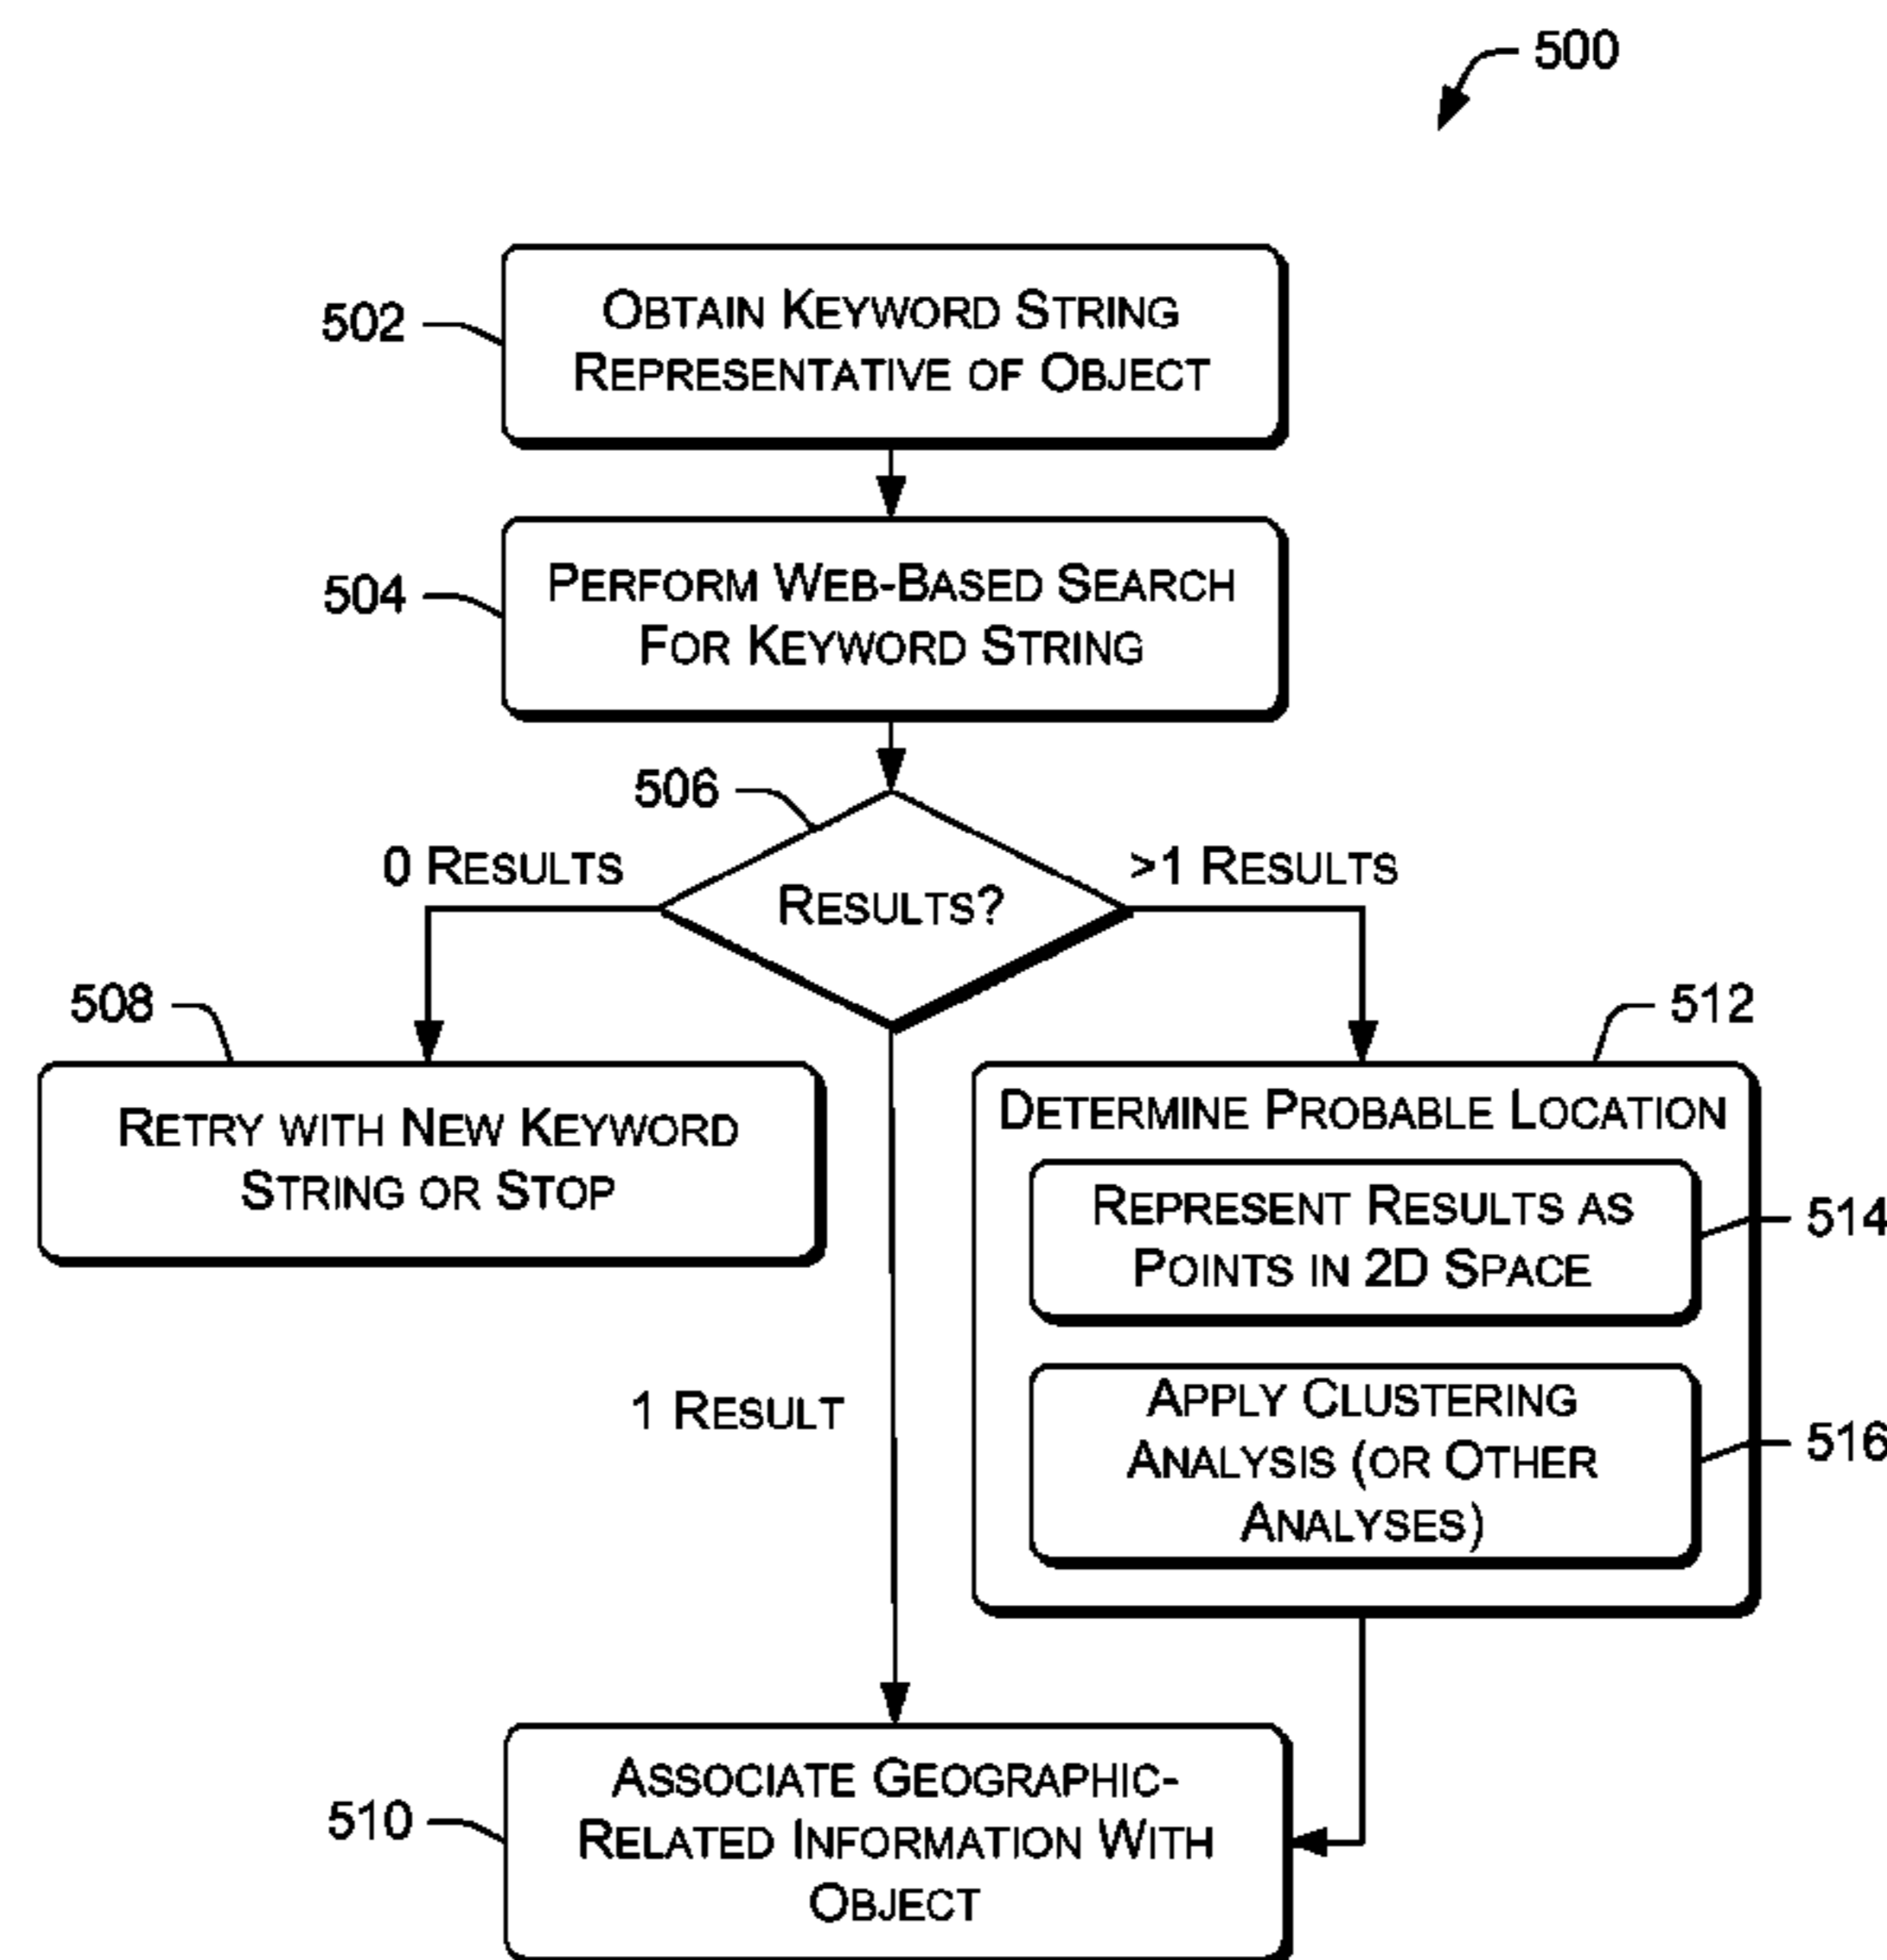 500
502
OBTAIN KEYWORD STRING
REPRESENTATIVE OF OBJECT
504
PERFORM WEB-BASED SEARCH
FOR KEYWORD STRING
506
0 RESULTS
RESULTS?
>1 RESULTS
508
RETRY WITH NEW KEYWORD
STRING OR STOP
512
DETERMINE PROBABLE LOCATION
REPRESENT RESULTS AS
POINTS IN 2D SPACE
514
1 RESULT
APPLY CLUSTERING
ANALYSIS (OR OTHER
ANALYSES)
516
510
ASSOCIATE GEOGRAPHIC-
RELATED INFORMATION WITH
OBJECT